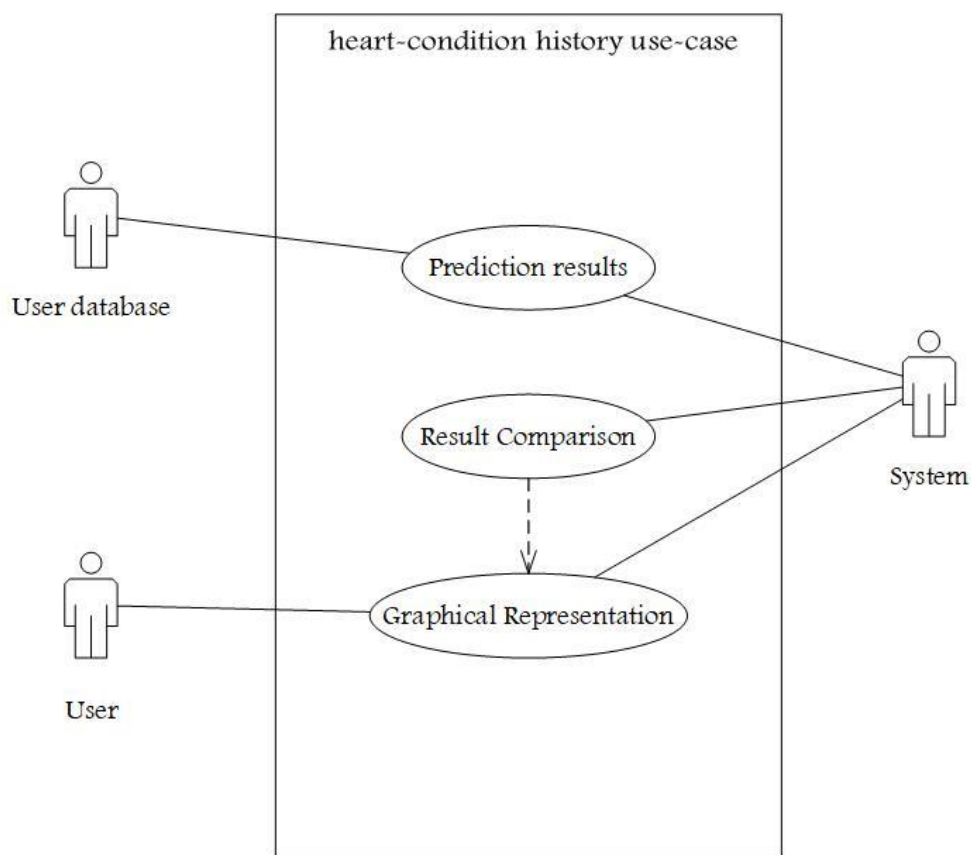 heart-condition history use-case
Prediction results
User database
Result Comparison
System
Graphical Representation
User